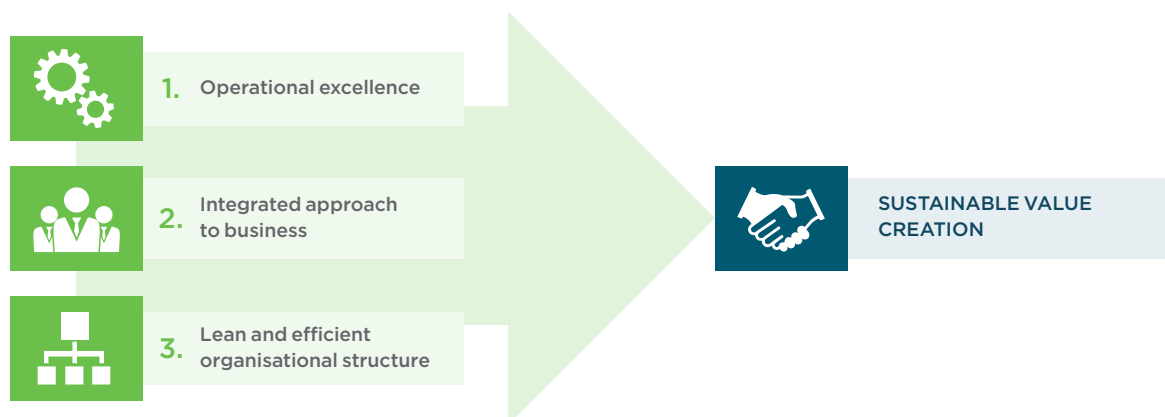 1. Operational excellence
2. Integrated approach
to business
3. Lean and efficient
organisational structure
SUSTAINABLE VALUE
CREATION